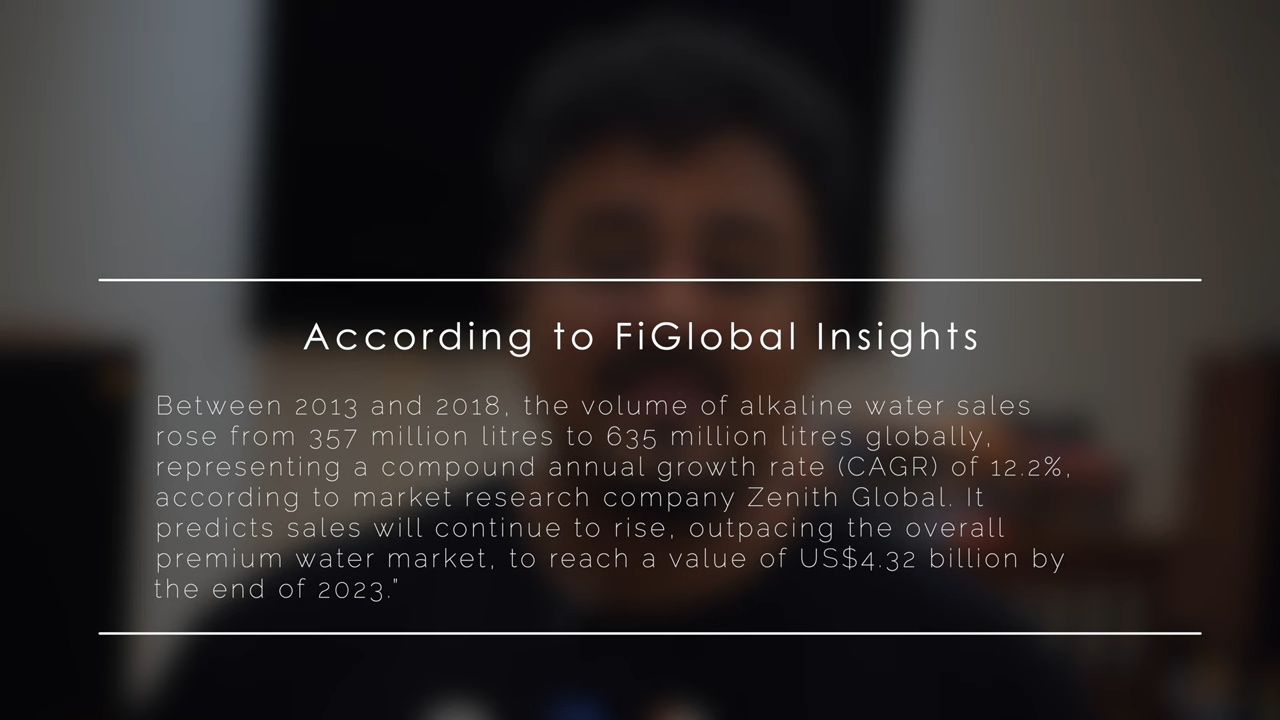 According to FiGlobal Insights
Between 2013 and 2018, the volume of alkaline water sales
rose from 357 million litres to 635 million litres globally,
representing a compound annual growth rate (CAGR) of 12.2%,
according to market research company Zenith Global. It
predicts sales will continue to rise, outpacing the overall
premium water market, to reach a value of US$4.32 billion by
the end of 2023."